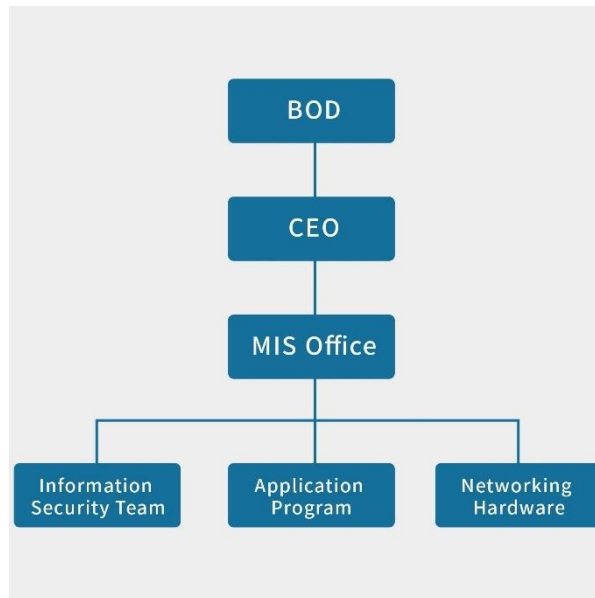 BOD
CEO
MIS Office
Information
Security Team
Application
Program
Networking
Hardware